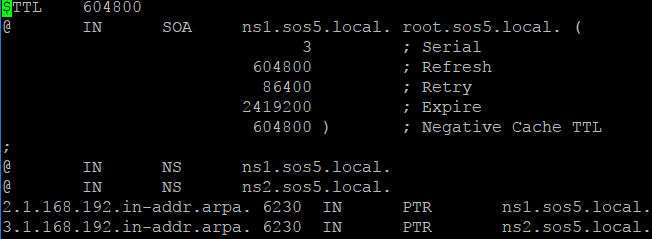 $TTL    604800
@       IN      SOA     ns1.sos5.local. root.sos5.local. (
                              3         ; Serial
                         604800         ; Refresh
                          86400         ; Retry
                        2419200         ; Expire
                         604800 )       ; Negative Cache TTL
;
@       IN      NS      ns1.sos5.local.
@       IN      NS      ns2.sos5.local.
2.1.168.192.in-addr.arpa. 6230  IN      PTR       ns1.sos5.local.
3.1.168.192.in-addr.arpa. 6230  IN      PTR       ns2.sos5.local.